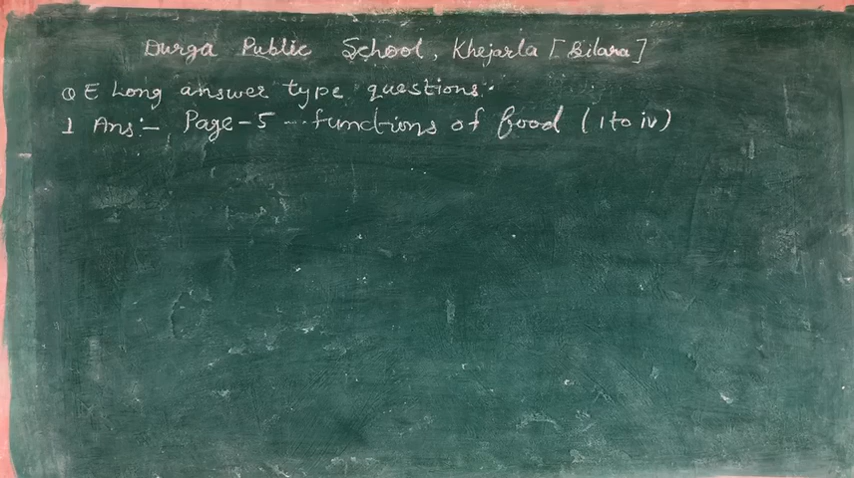 Durga Public School, Khejarla [Bilara]
Q E Long answer type questions.
1 Ans:- Page-5 -- functions of food (1 to iv)